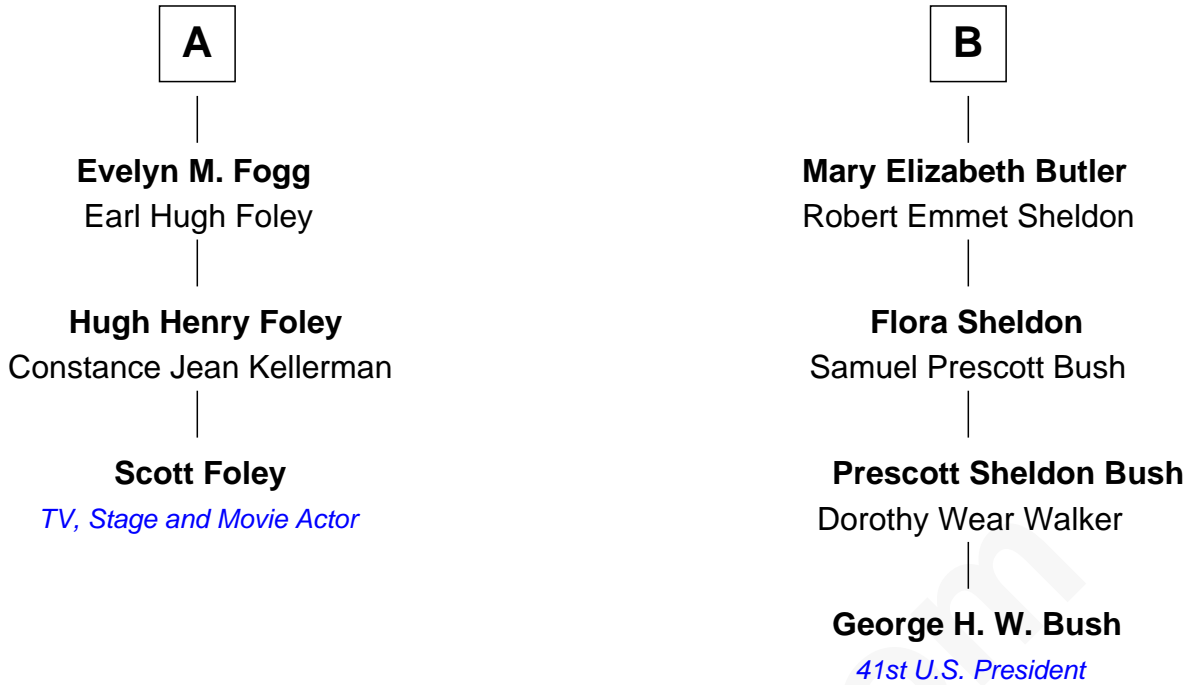 A
Evelyn M. Fogg
Earl Hugh Foley
Hugh Henry Foley
Constance Jean Kellerman
Scott Foley
TV, Stage and Movie Actor
B
Mary Elizabeth Butler
Robert Emmet Sheldon
Flora Sheldon
Samuel Prescott Bush
Prescott Sheldon Bush
Dorothy Wear Walker
George H. W. Bush
41st U.S. President